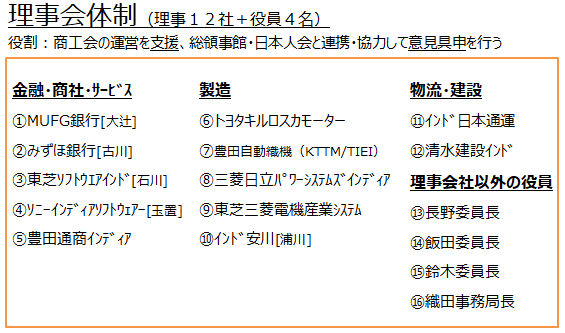 理事会体制（理事１２社＋役員４名）
役割：商工会の運営を支援、総領事館・日本人会と連携・協力して意見具申を行う
金融・商社・ｻｰﾋﾞｽ
①MUFG銀行[大辻]
②みずほ銀行[古川]
③東芝ｿﾌﾄｳｴｱｲﾝﾄﾞ[石川]
④ｿﾆｰｲﾝﾃﾞｨｱｿﾌﾄｳｪｱｰ[玉置]
⑤豊田通商ｲﾝﾃﾞｨｱ
製造
⑥ﾄﾖﾀｷﾙﾛｽｶﾓｰﾀｰ
⑦豊田自動織機（KTTM/TIEI）
⑧三菱日立ﾊﾟﾜｰｼｽﾃﾑｽﾞｲﾝﾃﾞｨｱ
⑨東芝三菱電機産業ｼｽﾃﾑ
⑩ｲﾝﾄﾞ安川[浦川]
物流・建設
⑪ｲﾝﾄﾞ日本通運
⑫清水建設ｲﾝﾄﾞ
理事会社以外の役員
⑬長野委員長
⑭飯田委員長
⑮鈴木委員長
⑯織田事務局長